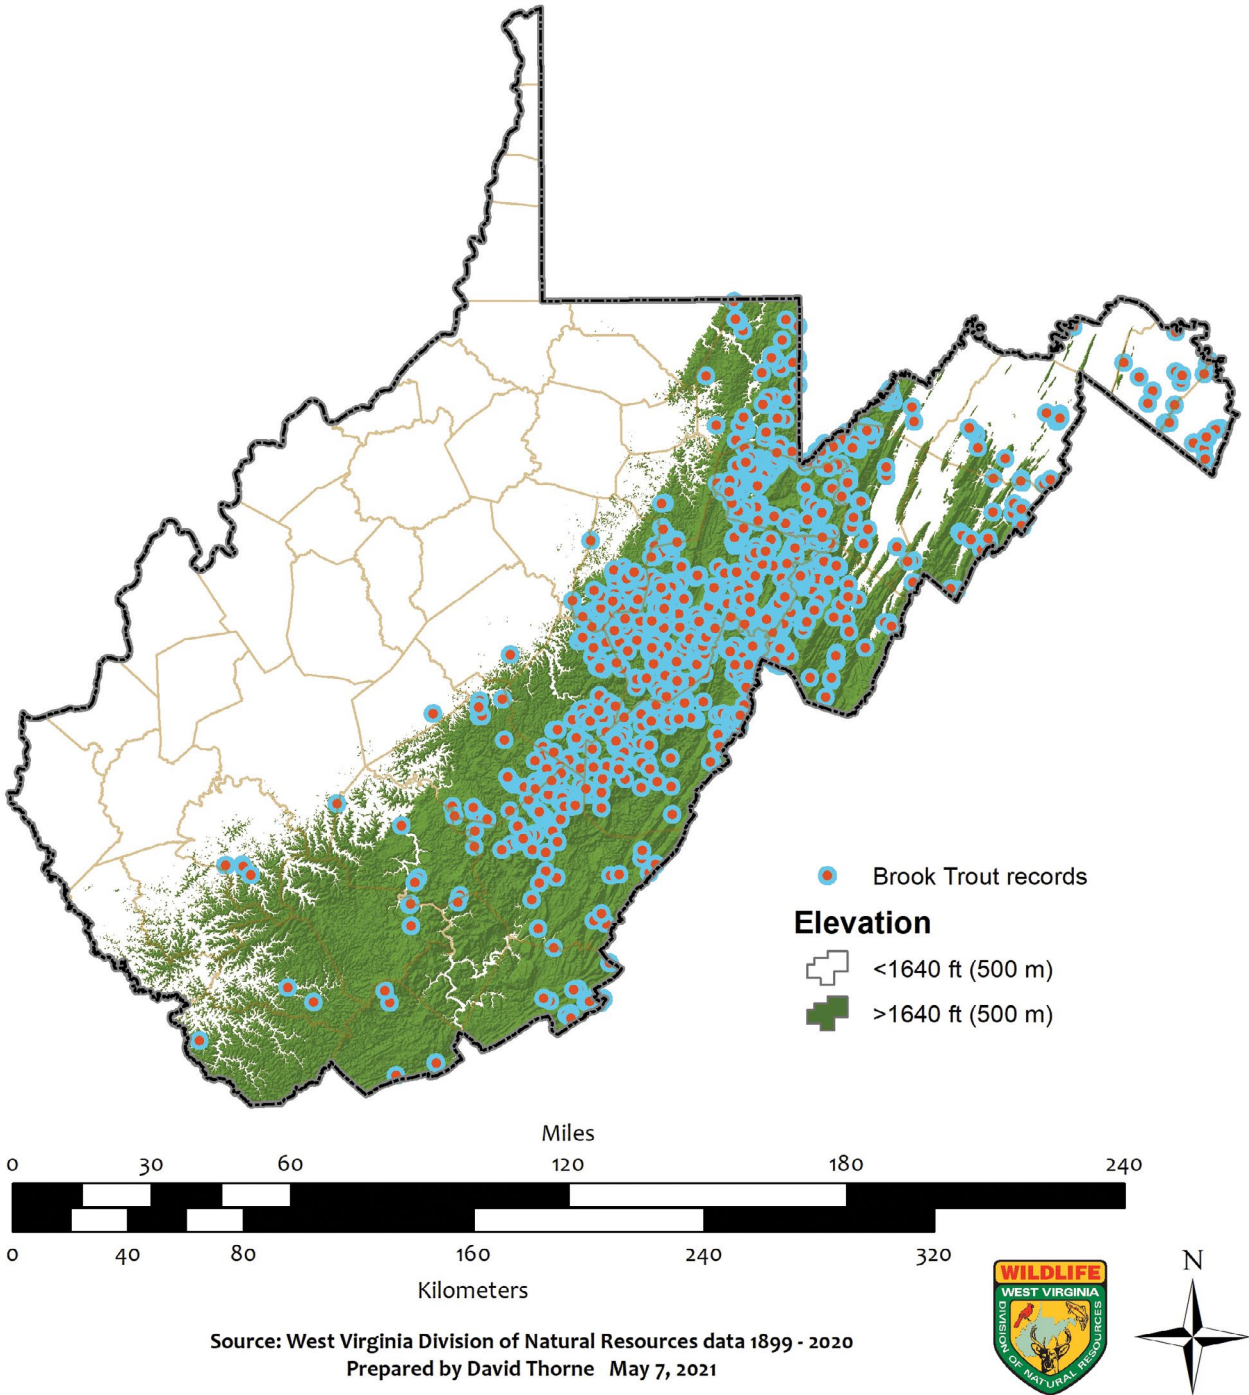 Brook Trout records
Elevation
<1640 ft (500 m)
>1640 ft (500 m)
Miles
0 30 60 120 180 240
0 40 80 160 240 320
Kilometers
Source: West Virginia Division of Natural Resources data 1899 - 2020
Prepared by David Thorne May 7, 2021
WILDLIFE
WEST VIRGINIA
DIVISION OF NATURAL RESOURCES
N